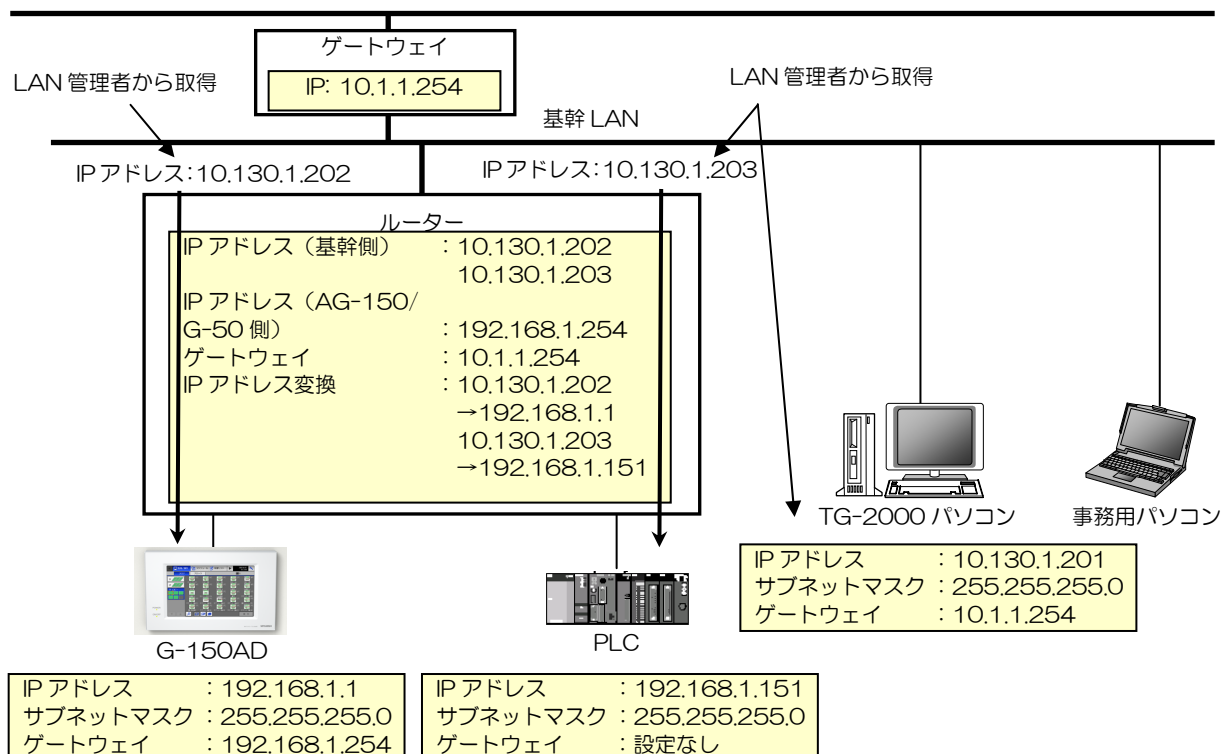 ゲートウェイ
IP: 10.1.1.254
LAN 管理者から取得
LAN 管理者から取得
基幹 LAN
IP アドレス：10.130.1.202
IP アドレス：10.130.1.203
ルーター
IP アドレス（基幹側） ：10.130.1.202
10.130.1.203
IP アドレス（AG-150/
G-50 側） ：192.168.1.254
ゲートウェイ ：10.1.1.254
IP アドレス変換 ：10.130.1.202
→192.168.1.1
10.130.1.203
→192.168.1.151
TG-2000 パソコン
事務用パソコン
IP アドレス ：10.130.1.201
サブネットマスク ：255.255.255.0
ゲートウェイ ：10.1.1.254
G-150AD
PLC
IP アドレス ：192.168.1.1
サブネットマスク ：255.255.255.0
ゲートウェイ ：192.168.1.254
IP アドレス ：192.168.1.151
サブネットマスク ：255.255.255.0
ゲートウェイ ：設定なし